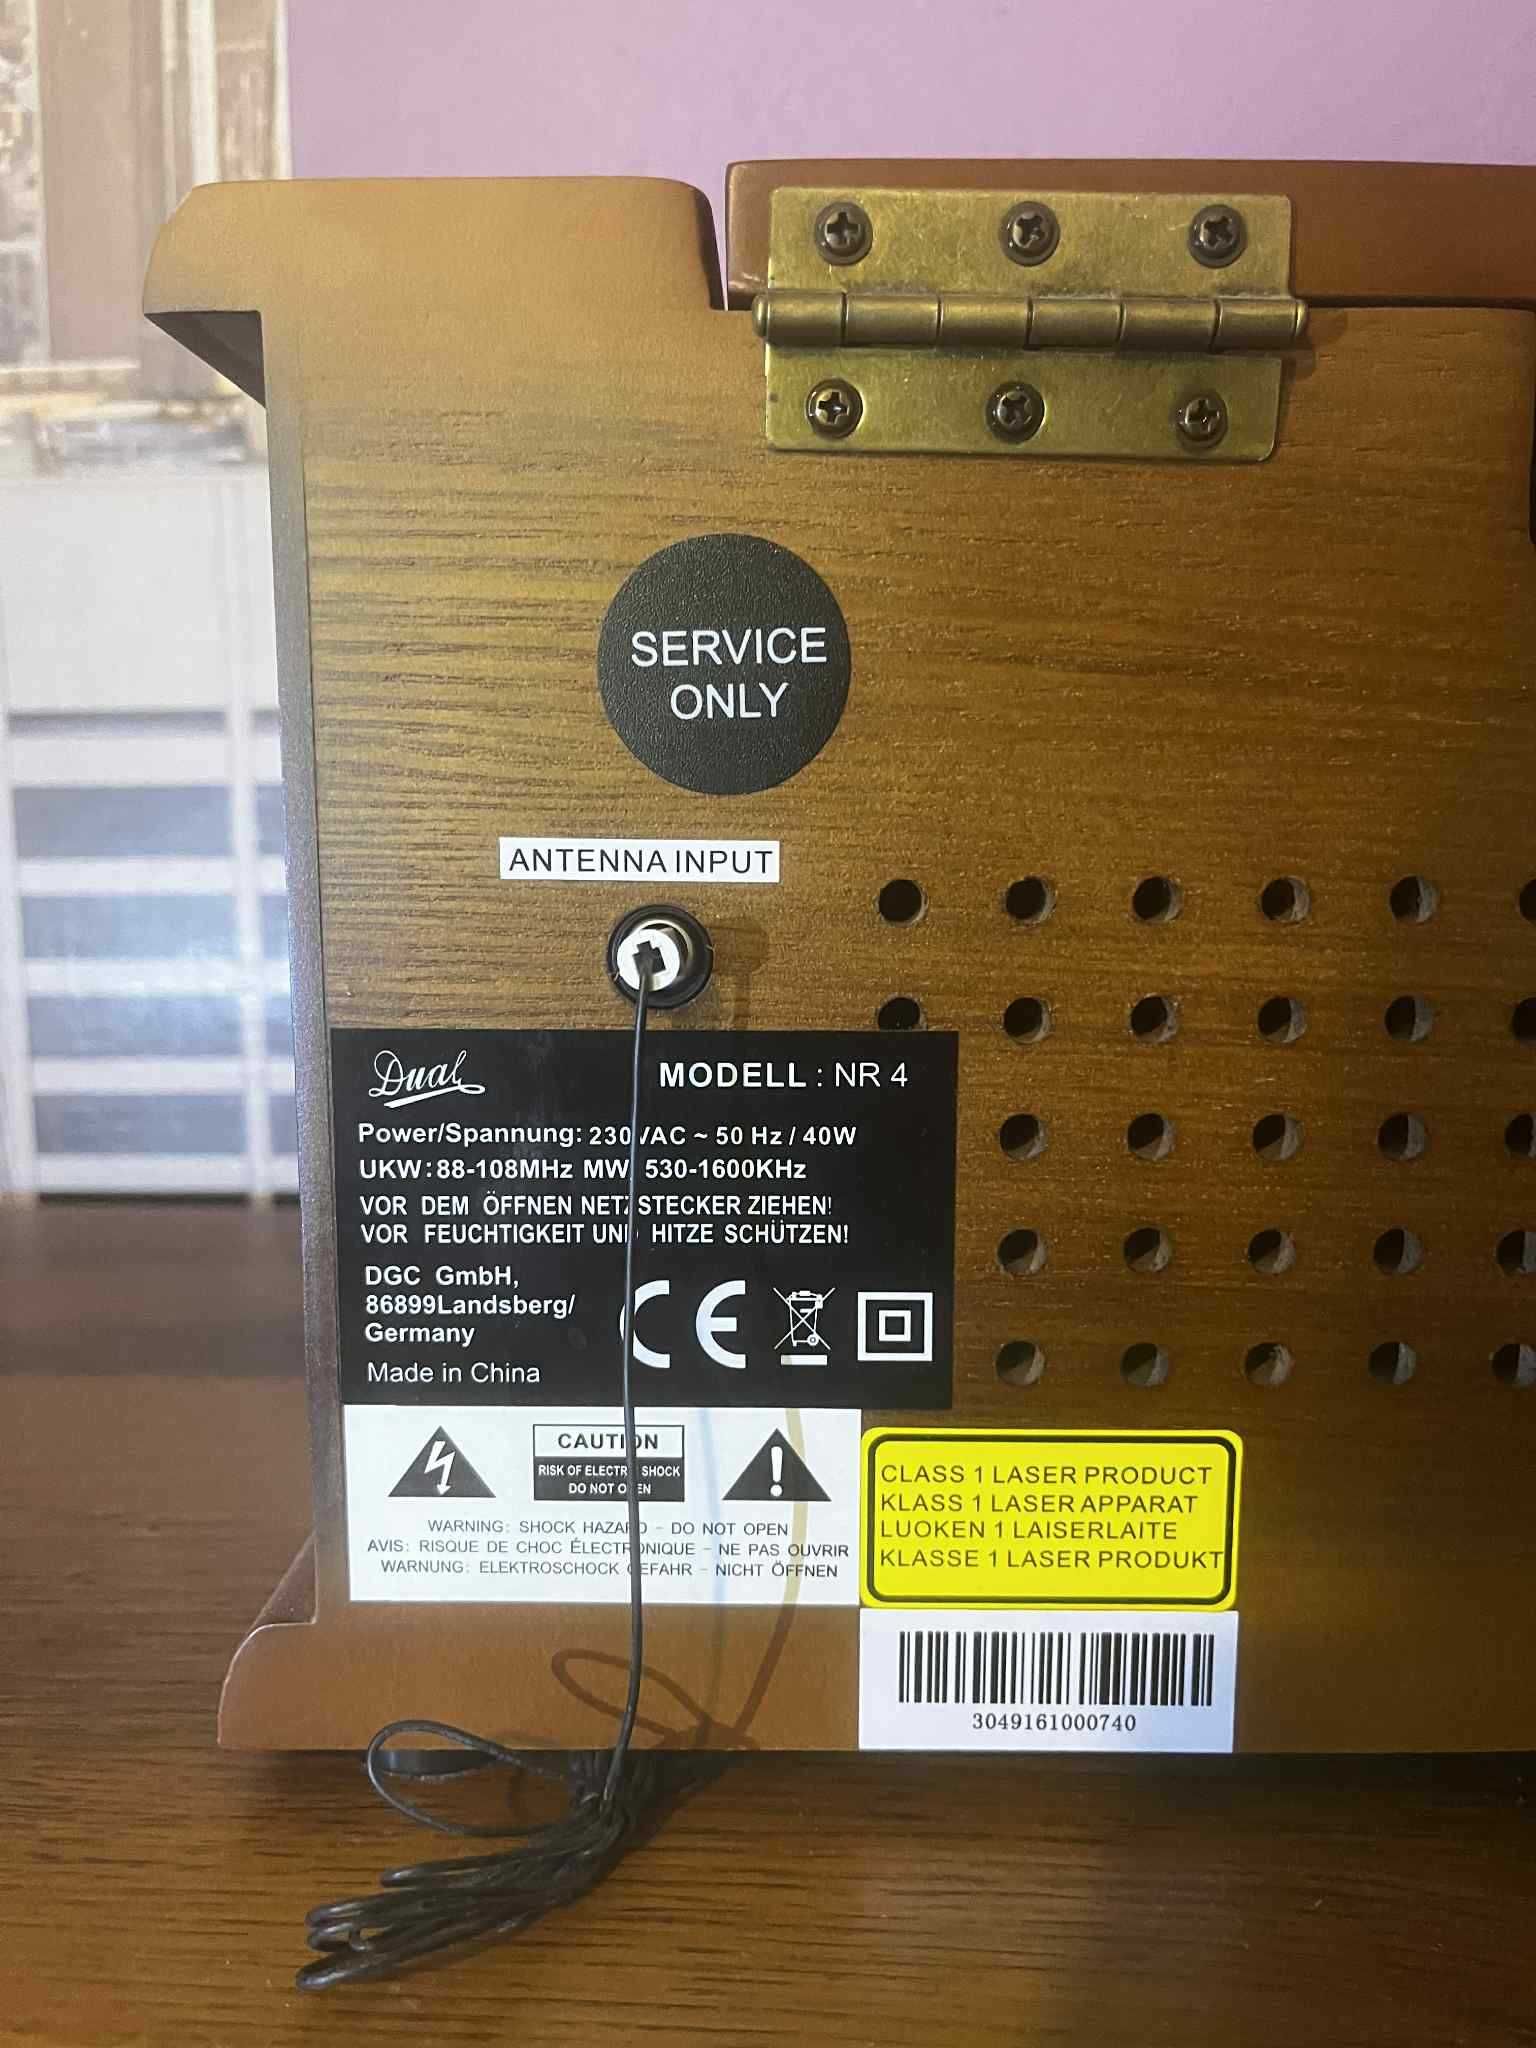 SERVICE
ONLY
ANTENNA INPUT
Dual
MODELL : NR 4
Power/Spannung: 230VAC ~ 50 Hz / 40W
UKW: 88-108MHz MW: 530-1600KHz
VOR DEM ÖFFNEN NETZSTECKER ZIEHEN!
VOR FEUCHTIGKEIT UND HITZE SCHÜTZEN!
DGC GmbH,
86899Landsberg/
Germany
Made in China
CE
CAUTION
RISK OF ELECTRIC SHOCK
DO NOT OPEN
WARNING: SHOCK HAZARD - DO NOT OPEN
AVIS: RISQUE DE CHOC ÉLECTRONIQUE - NE PAS OUVRIR
WARNUNG: ELEKTROSCHOCK GEFAHR - NICHT ÖFFNEN
CLASS 1 LASER PRODUCT
KLASS 1 LASER APPARAT
LUOKEN 1 LAISERLAITE
KLASSE 1 LASER PRODUKT
3049161000740